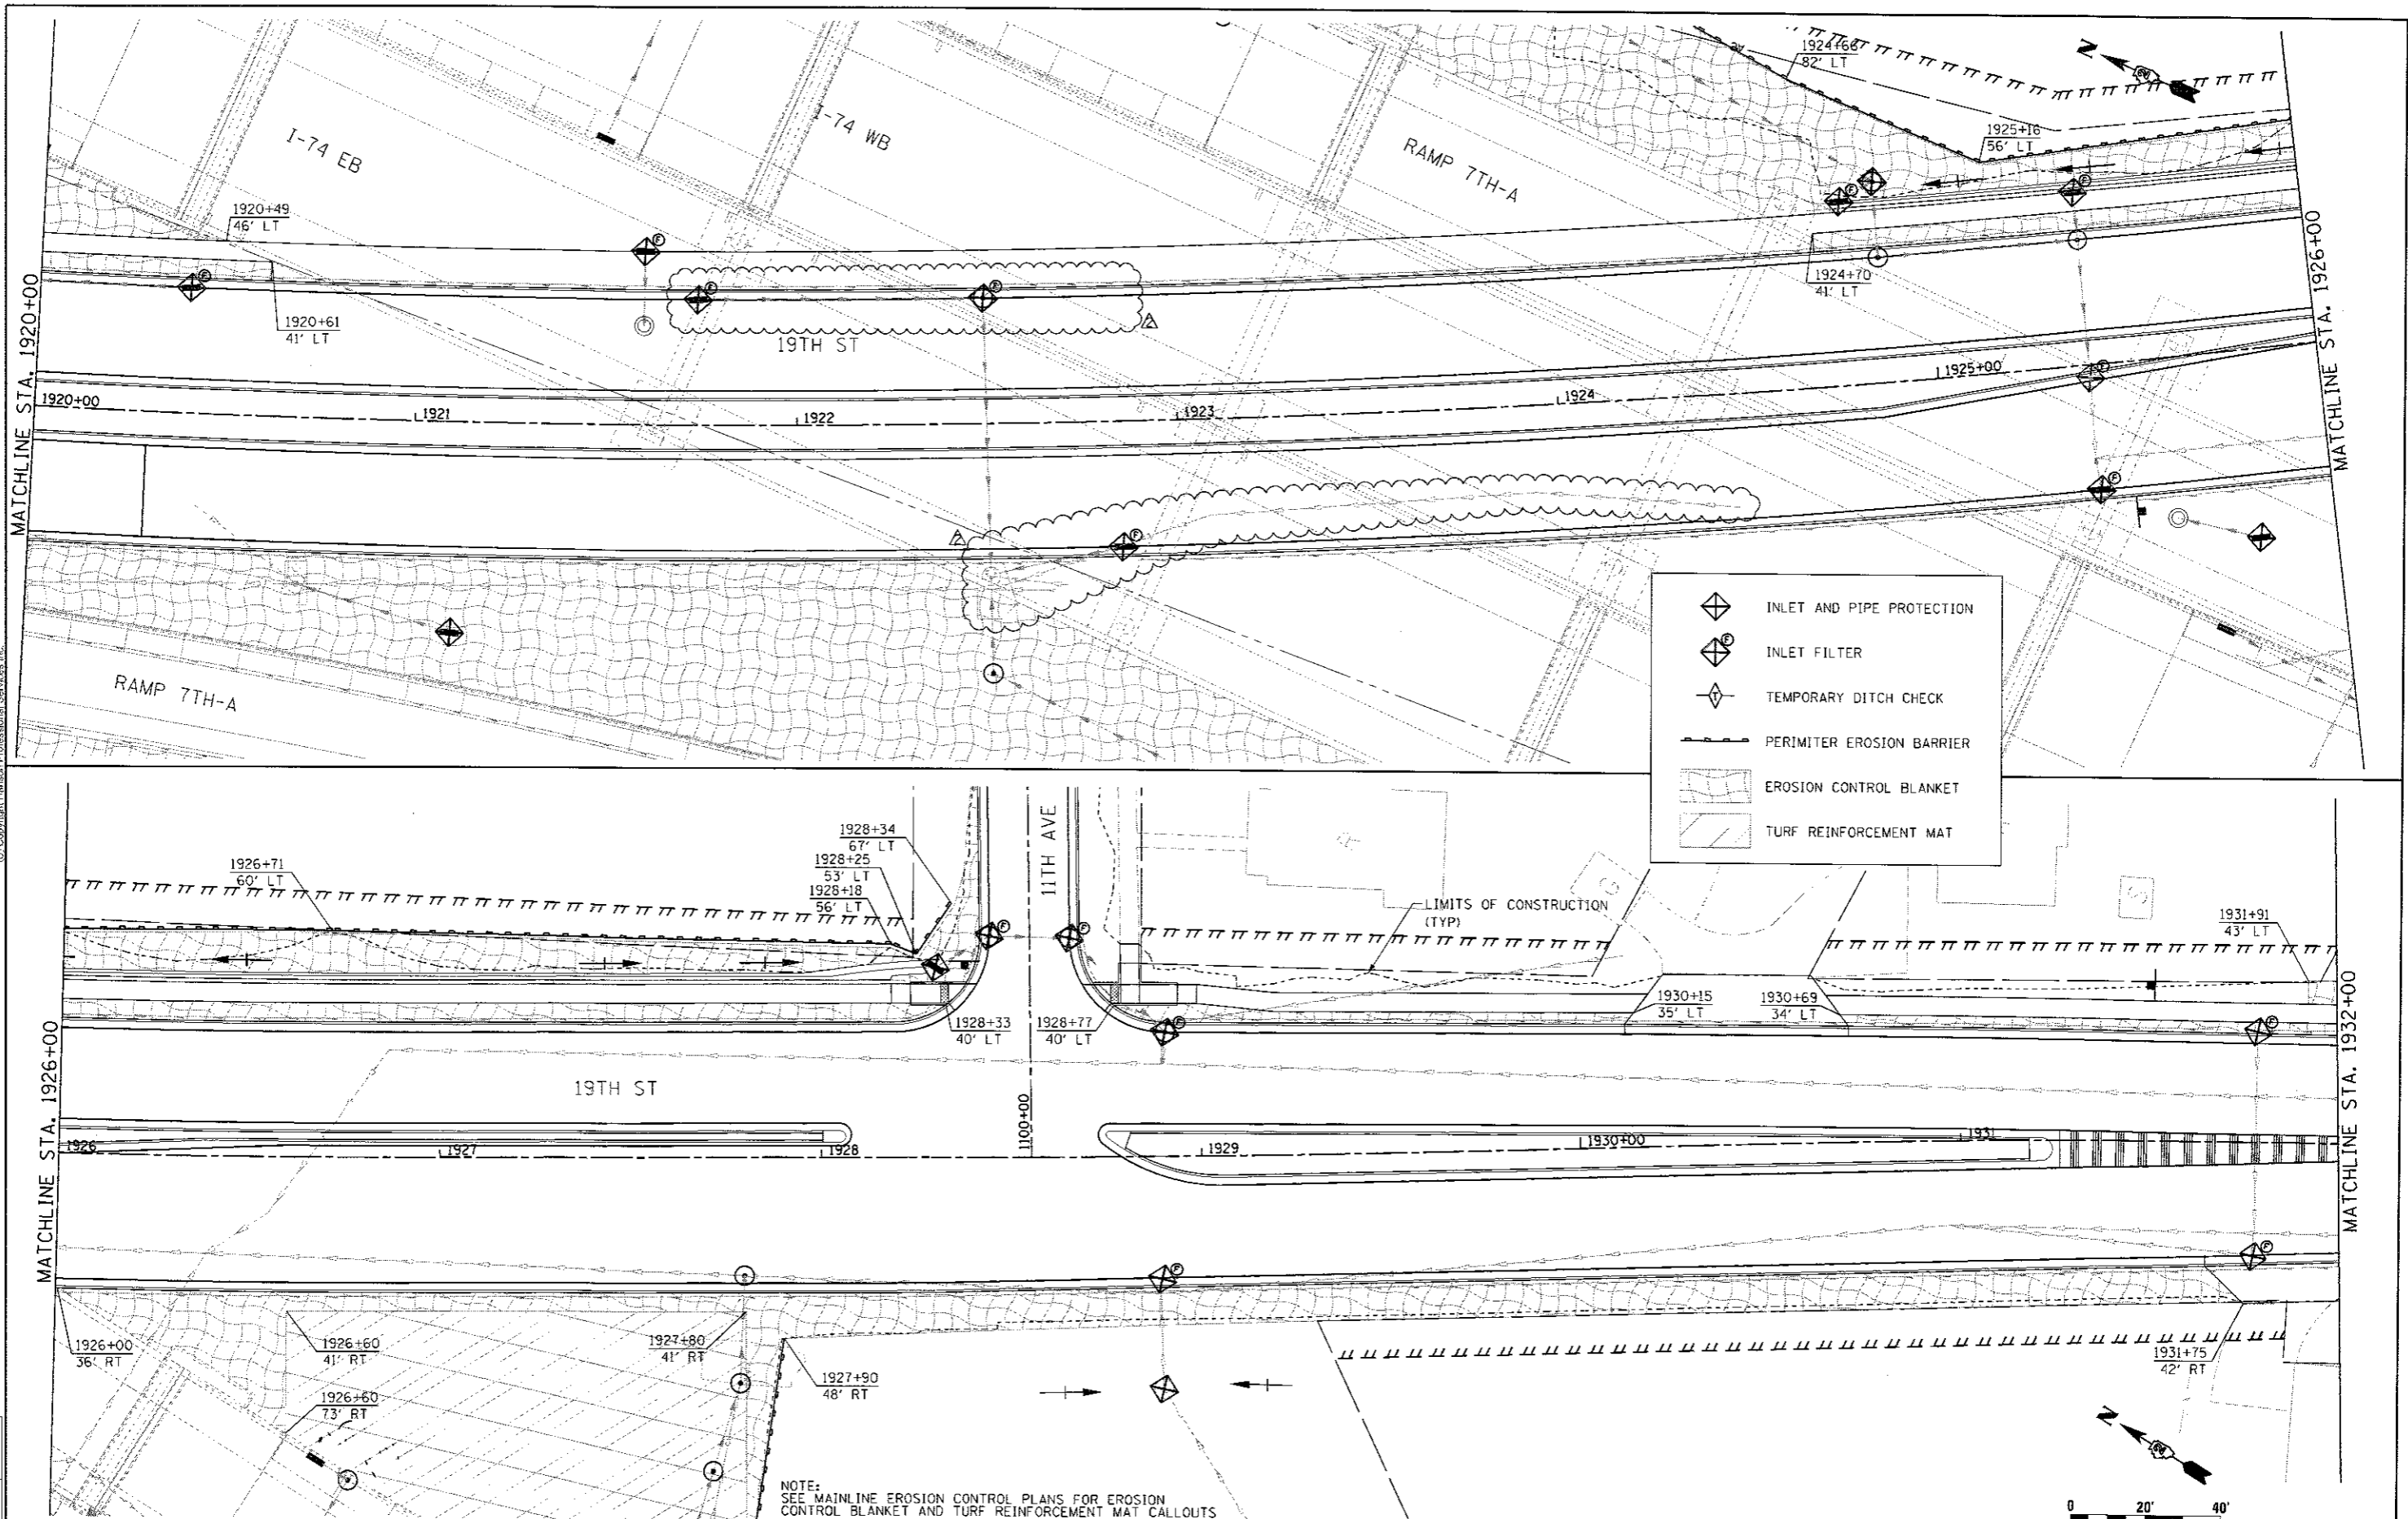 1924+66
82' LT
N
I-74 EB
I-74 WB
RAMP 7TH-A
1925+16
56' LT
1920+49
46' LT
F
F
F
F
F
F
1920+61
41' LT
1924+70
41' LT
2
19TH ST
MATCHLINE STA. 1920+00
MATCHLINE STA. 1926+00
1920+00
1921
1922
1923
1924
1925+00
F
F
F
2
RAMP 7TH-A
INLET AND PIPE PROTECTION
F
INLET FILTER
T
TEMPORARY DITCH CHECK
PERIMITER EROSION BARRIER
EROSION CONTROL BLANKET
TURF REINFORCEMENT MAT
1926+71
60' LT
1928+34
67' LT
1928+25
53' LT
1928+18
56' LT
11TH AVE
G
S
LIMITS OF CONSTRUCTION
(TYP)
1931+91
43' LT
F
F
F
F
1928+33
40' LT
1928+77
40' LT
1930+15
35' LT
1930+69
34' LT
MATCHLINE STA. 1926+00
MATCHLINE STA. 1932+00
19TH ST
1100+00
1926
1927
1928
1929
1930+00
1931
F
F
1926+00
36' RT
1926+60
41' RT
1927+80
41' RT
1927+90
48' RT
1926+60
73' RT
1931+75
42' RT
N
NOTE:
SEE MAINLINE EROSION CONTROL PLANS FOR EROSION
CONTROL BLANKET AND TURF REINFORCEMENT MAT CALLOUTS
0 20' 40'